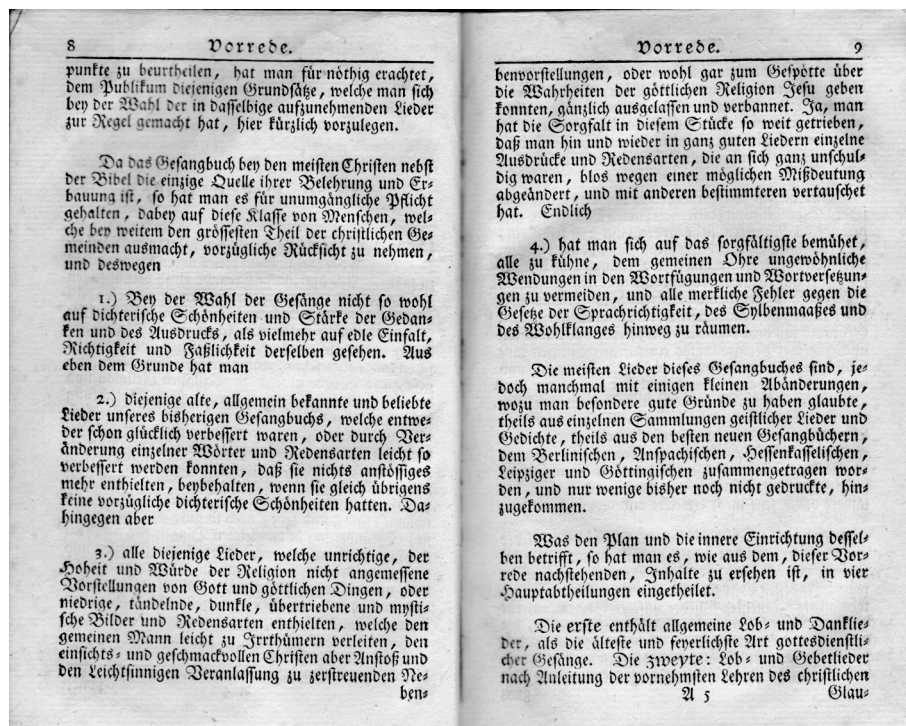 8 Vorrede.
punkte zu beurtheilen, hat man für nöthig erachtet,
dem Publikum diejenigen Grundsätze, welche man sich
bey der Wahl der in dasselbige aufzunehmenden Lieder
zur Regel gemacht hat, hier kürzlich vorzulegen.
Da das Gesangbuch bey den meisten Christen nebst
der Bibel die einzige Quelle ihrer Belehrung und Er-
bauung ist, so hat man es für unumgängliche Pflicht
gehalten, dabey auf diese Klasse von Menschen, wel-
che bey weitem den grössesten Theil der christlichen Ge-
meinden ausmacht, vorzügliche Rücksicht zu nehmen,
und deswegen
1.) Bey der Wahl der Gesänge nicht so wohl
auf dichterische Schönheiten und Stärke der Gedan-
ken und des Ausdrucks, als vielmehr auf edle Einfalt,
Richtigkeit und Faßlichkeit derselben gesehen. Aus
eben dem Grunde hat man
2.) diejenige alte, allgemein bekannte und beliebte
Lieder unseres bisherigen Gesangbuchs, welche entwe-
der schon glücklich verbessert waren, oder durch Ver-
änderung einzelner Wörter und Redensarten leicht so
verbessert werden konnten, daß sie nichts anstössiges
mehr enthielten, beybehalten, wenn sie gleich übrigens
keine vorzügliche dichterische Schönheiten hatten. Da-
hingegen aber
3.) alle diejenige Lieder, welche unrichtige, der
Hoheit und Würde der Religion nicht angemessene
Vorstellungen von Gott und göttlichen Dingen, oder
niedrige, tändelnde, dunkle, übertriebene und mysti-
sche Bilder und Redensarten enthielten, welche den
gemeinen Mann leicht zu Irrthümern verleiten, den
einsichts- und geschmackvollen Christen aber Anstoß und
den Leichtsinnigen Veranlassung zu zerstreuenden Ne-
ben-
Vorrede. 9
benvorstellungen, oder wohl gar zum Gespötte über
die Wahrheiten der göttlichen Religion Jesu geben
konnten, gänzlich ausgelassen und verbannet. Ja, man
hat die Sorgfalt in diesem Stücke so weit getrieben,
daß man hin und wieder in ganz guten Liedern einzelne
Ausdrücke und Redensarten, die an sich ganz unschul-
dig waren, blos wegen einer möglichen Mißdeutung
abgeändert, und mit anderen bestimmteren vertauschet
hat. Endlich
4.) hat man sich auf das sorgfältigste bemühet,
alle zu kühne, dem gemeinen Ohre ungewöhnliche
Wendungen in den Wortfügungen und Wortversetzun-
gen zu vermeiden, und alle merkliche Fehler gegen die
Gesetze der Sprachrichtigkeit, des Sylbenmaaßes und
des Wohlklanges hinweg zu räumen.
Die meisten Lieder dieses Gesangbuches sind, je-
doch manchmal mit einigen kleinen Abänderungen,
wozu man besondere gute Gründe zu haben glaubte,
theils aus einzelnen Sammlungen geistlicher Lieder und
Gedichte, theils aus den besten neuen Gesangbüchern,
dem Berlinischen, Anspachischen, Hessenkasselischen,
Leipziger und Göttingischen zusammengetragen wor-
den, und nur wenige bisher noch nicht gedruckte, hin-
zugekommen.
Was den Plan und die innere Einrichtung dessel-
ben betrifft, so hat man es, wie aus dem, dieser Vor-
rede nachstehenden, Inhalte zu ersehen ist, in vier
Hauptabtheilungen eingetheilet.
Die erste enthält allgemeine Lob- und Danklie-
der, als die älteste und feyerlichste Art gottesdienstli-
cher Gesänge. Die zweyte: Lob- und Gebetlieder
nach Anleitung der vornehmsten Lehren des christlichen
A 5 Glau-